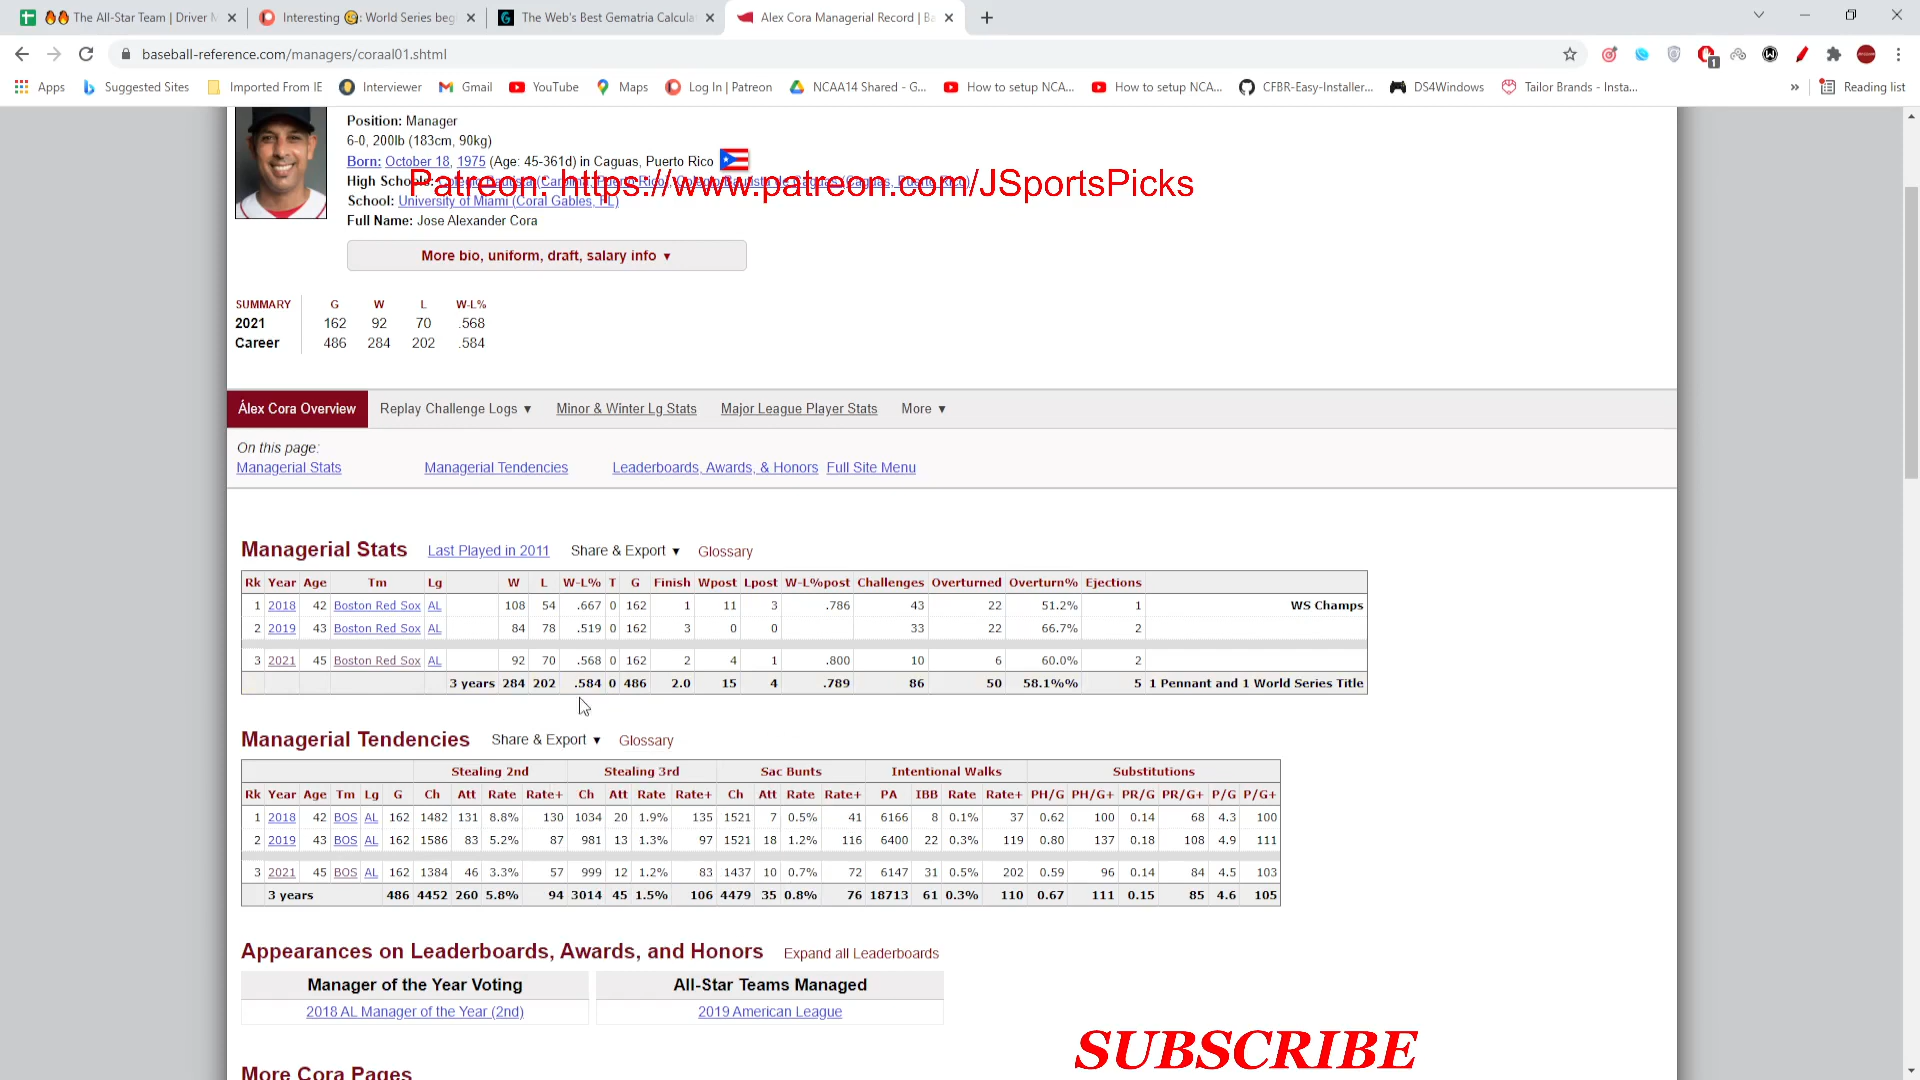 The All-Star Team | Driver M
Interesting : World Series beg
The Web's Best Gematria Calcula
Alex Cora Managerial Record | Ba
baseball-reference.com/managers/coraal01.shtml
1
Apps
Suggested Sites
Imported From IE
Interviewer
Gmail
YouTube
Maps
Log In | Patreon
NCAA14 Shared - G...
How to setup NCA...
How to setup NCA...
CFBR-Easy-Installer...
DS4Windows
Tailor Brands - Insta...
»
Reading list
Position: Manager
6-0, 200lb (183cm, 90kg)
Born: October 18, 1975 (Age: 45-361d) in Caguas, Puerto Rico
High Schools: Colegio Bautista (Carolina, Puerto Rico), Colegio Bautista de Caguas (Caguas, Puerto Rico)
Patreon: https://www.patreon.com/JSportsPicks
School: University of Miami (Coral Gables, FL)
Full Name: Jose Alexander Cora
More bio, uniform, draft, salary info ▼
SUMMARY G W L W-L%
2021 162 92 70 .568
Career 486 284 202 .584
Álex Cora Overview Replay Challenge Logs ▼ Minor & Winter Lg Stats Major League Player Stats More ▼
On this page:
Managerial Stats Managerial Tendencies Leaderboards, Awards, & Honors Full Site Menu
Managerial Stats Last Played in 2011 Share & Export ▼ Glossary
Rk Year Age Tm Lg W L W-L% T G Finish Wpost Lpost W-L%post Challenges Overturned Overturn% Ejections
1 2018 42 Boston Red Sox AL 108 54 .667 0 162 1 11 3 .786 43 22 51.2% 1 WS Champs
2 2019 43 Boston Red Sox AL 84 78 .519 0 162 3 0 0 33 22 66.7% 2
3 2021 45 Boston Red Sox AL 92 70 .568 0 162 2 4 1 .800 10 6 60.0% 2
3 years 284 202 .584 0 486 2.0 15 4 .789 86 50 58.1%% 5 1 Pennant and 1 World Series Title
Managerial Tendencies Share & Export ▼ Glossary
Stealing 2nd Stealing 3rd Sac Bunts Intentional Walks Substitutions
Rk Year Age Tm Lg G Ch Att Rate Rate+ Ch Att Rate Rate+ Ch Att Rate Rate+ PA IBB Rate Rate+ PH/G PH/G+ PR/G PR/G+ P/G P/G+
1 2018 42 BOS AL 162 1482 131 8.8% 130 1034 20 1.9% 135 1521 7 0.5% 41 6166 8 0.1% 37 0.62 100 0.14 68 4.3 100
2 2019 43 BOS AL 162 1586 83 5.2% 87 981 13 1.3% 97 1521 18 1.2% 116 6400 22 0.3% 119 0.80 137 0.18 108 4.9 111
3 2021 45 BOS AL 162 1384 46 3.3% 57 999 12 1.2% 83 1437 10 0.7% 72 6147 31 0.5% 202 0.59 96 0.14 84 4.5 103
3 years 486 4452 260 5.8% 94 3014 45 1.5% 106 4479 35 0.8% 76 18713 61 0.3% 110 0.67 111 0.15 85 4.6 105
Appearances on Leaderboards, Awards, and Honors Expand all Leaderboards
Manager of the Year Voting
2018 AL Manager of the Year (2nd)
All-Star Teams Managed
2019 American League
SUBSCRIBE
More Cora Pages